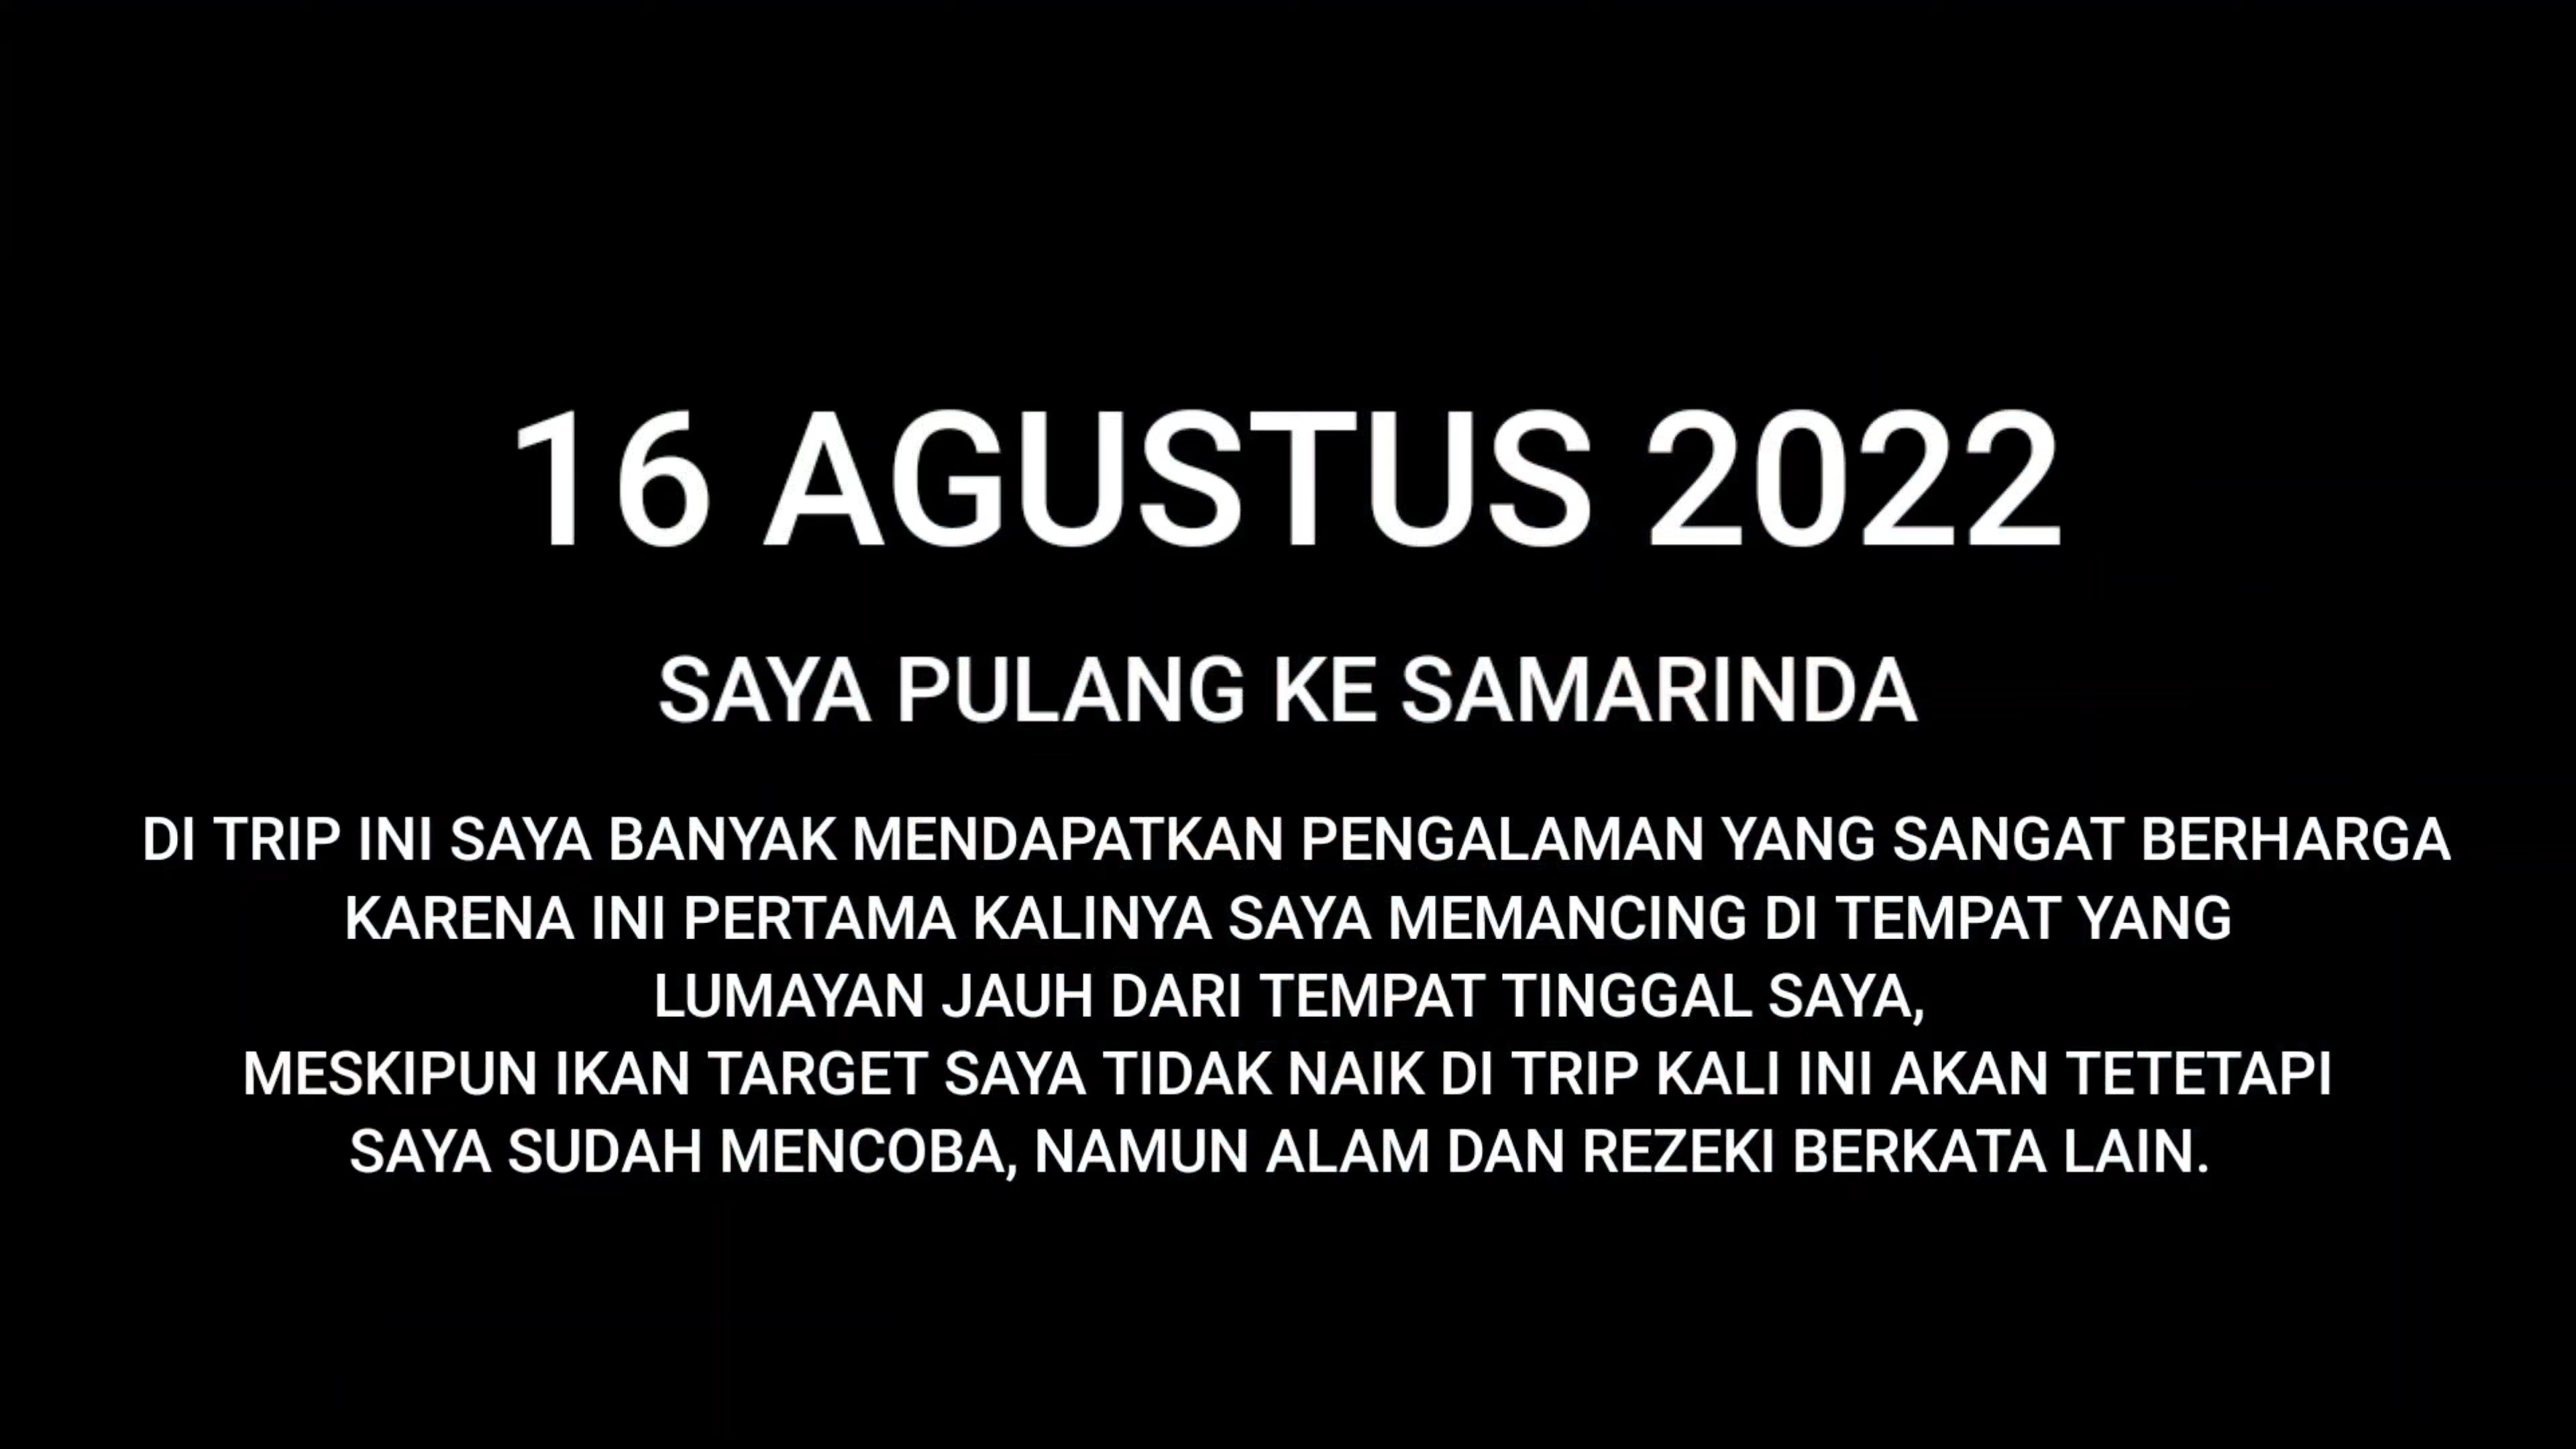 16 AGUSTUS 2022
SAYA PULANG KE SAMARINDA
DI TRIP INI SAYA BANYAK MENDAPATKAN PENGALAMAN YANG SANGAT BERHARGA
KARENA INI PERTAMA KALINYA SAYA MEMANCING DI TEMPAT YANG
LUMAYAN JAUH DARI TEMPAT TINGGAL SAYA,
MESKIPUN IKAN TARGET SAYA TIDAK NAIK DI TRIP KALI INI AKAN TETETAPI
SAYA SUDAH MENCOBA, NAMUN ALAM DAN REZEKI BERKATA LAIN.